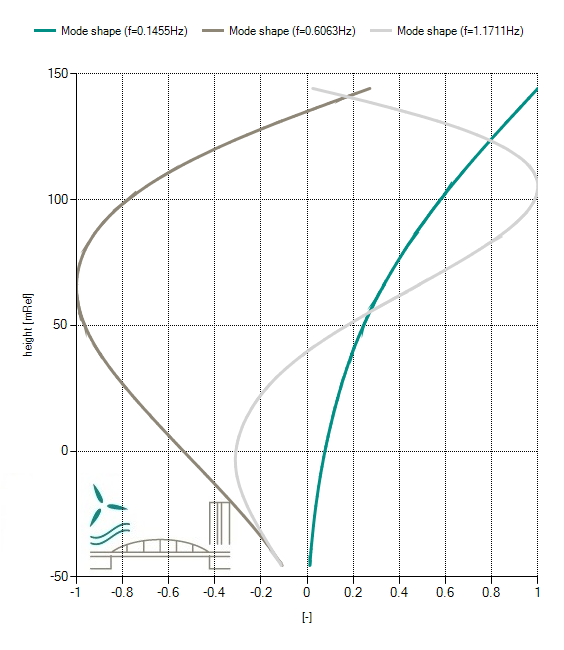 Mode shape (f=0.1455Hz) Mode shape (f=0.6063Hz) Mode shape (f=1.1711Hz)
150
100
50
height [mRel]
0
-50
-1 -0.8 -0.6 -0.4 -0.2 0 0.2 0.4 0.6 0.8 1
[-]